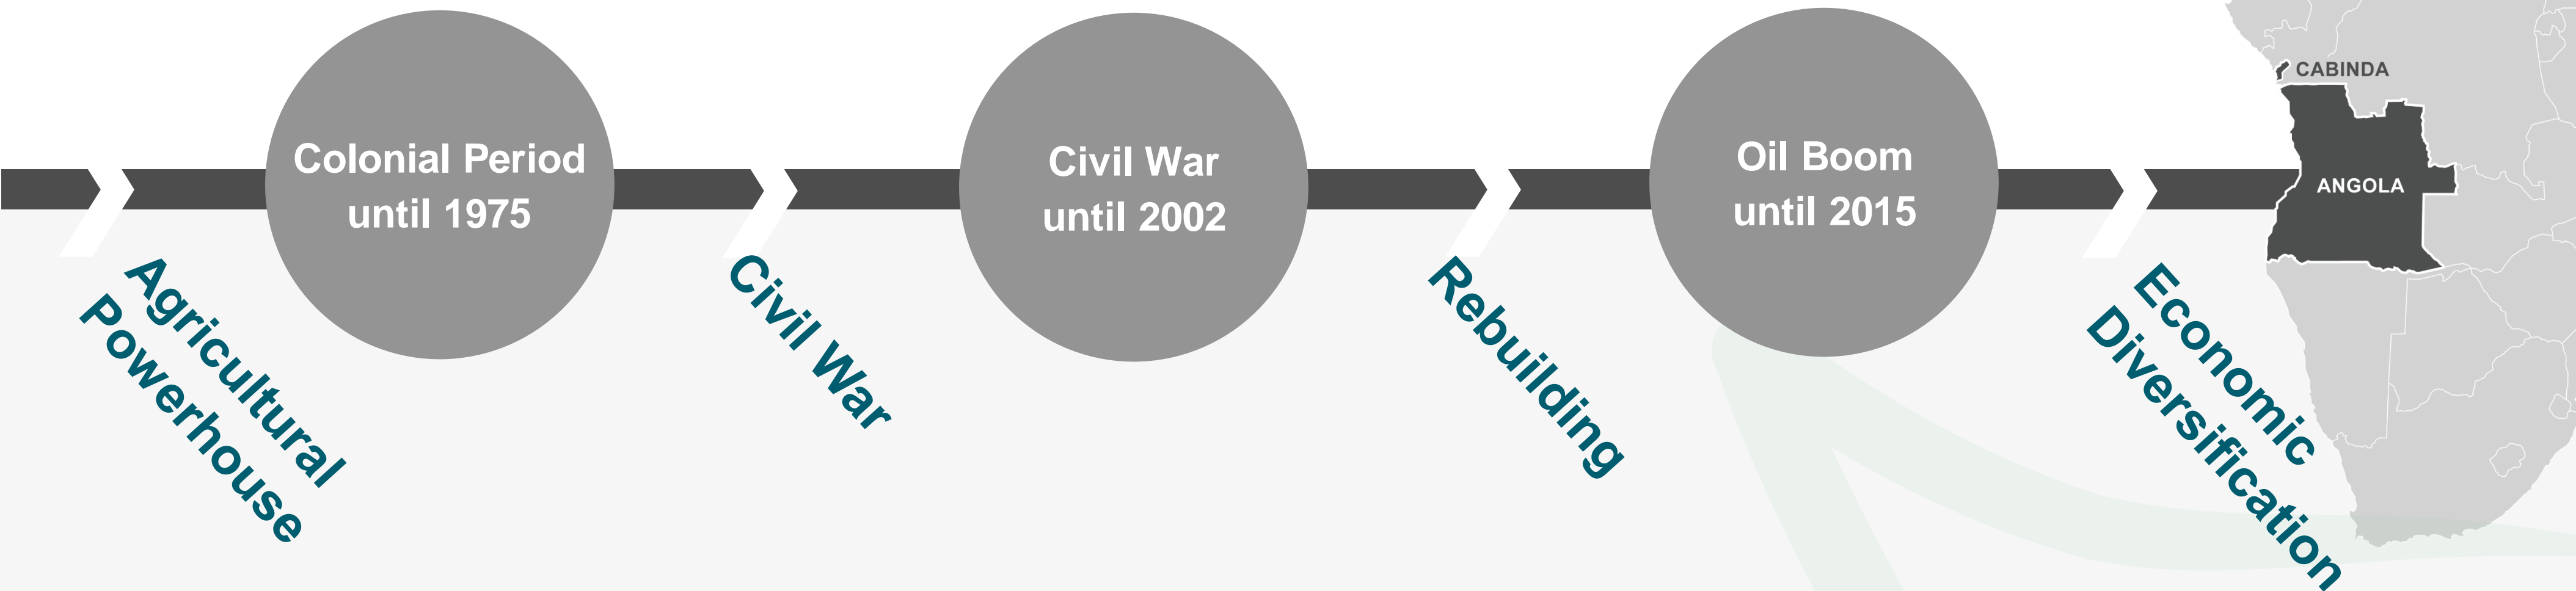 Agricultural
Powerhouse
Colonial Period
until 1975
Civil War
Civil War
until 2002
Rebuilding
Oil Boom
until 2015
Economic
Diversification
CABINDA
ANGOLA